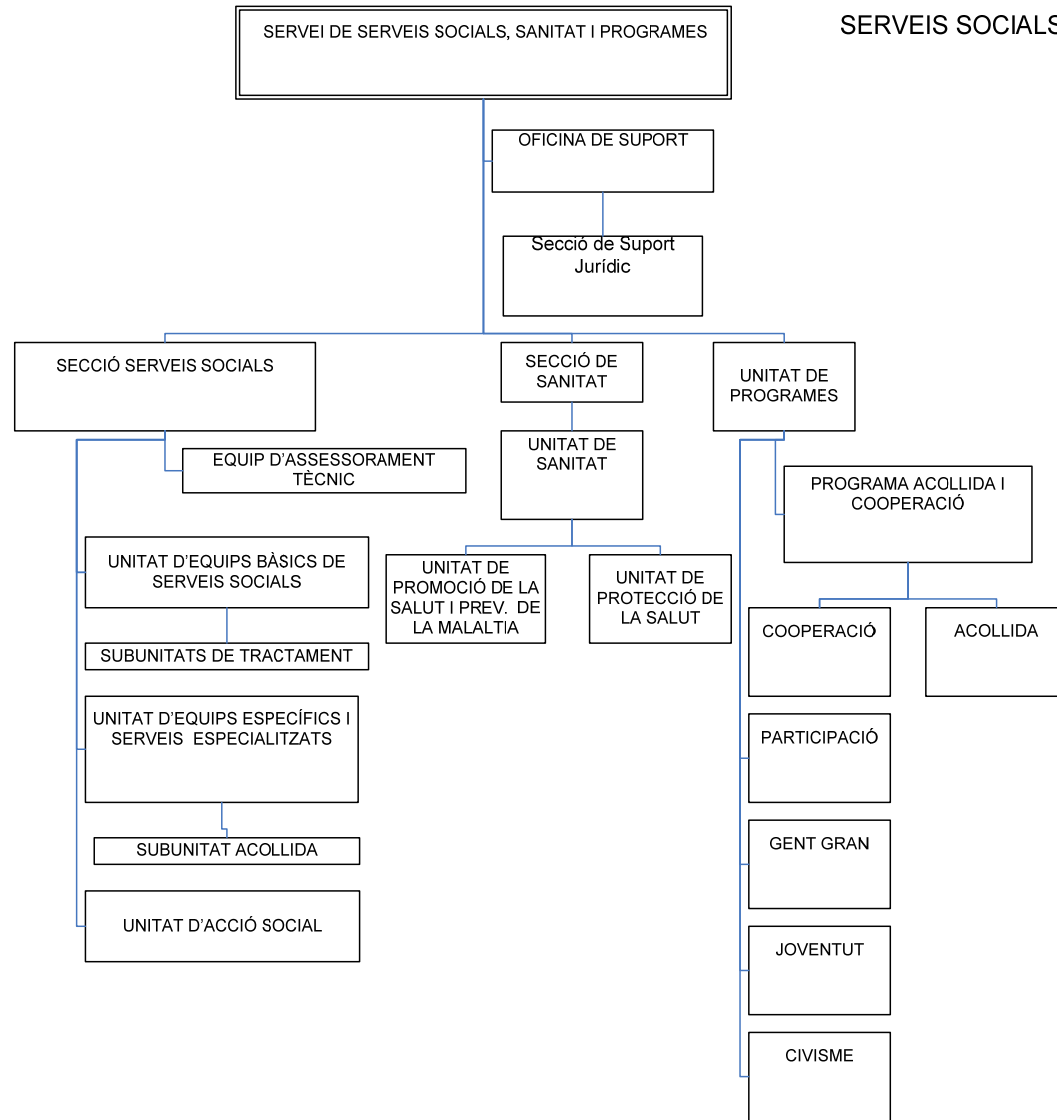 SERVEI DE SERVEIS SOCIALS, SANITAT I PROGRAMES
SERVEIS SOCIALS
OFICINA DE SUPORT
Secció de Suport
Jurídic
SECCIÓ SERVEIS SOCIALS
SECCIÓ DE
SANITAT
UNITAT DE
PROGRAMES
EQUIP D'ASSESSORAMENT
TÈCNIC
UNITAT DE
SANITAT
PROGRAMA ACOLLIDA I
COOPERACIÓ
UNITAT D'EQUIPS BÀSICS DE
SERVEIS SOCIALS
UNITAT DE
PROMOCIÓ DE LA
SALUT I PREV. DE
LA MALALTIA
UNITAT DE
PROTECCIÓ DE
LA SALUT
COOPERACIÓ
ACOLLIDA
SUBUNITATS DE TRACTAMENT
UNITAT D'EQUIPS ESPECÍFICS I
SERVEIS ESPECIALITZATS
PARTICIPACIÓ
SUBUNITAT ACOLLIDA
GENT GRAN
UNITAT D'ACCIÓ SOCIAL
JOVENTUT
CIVISME